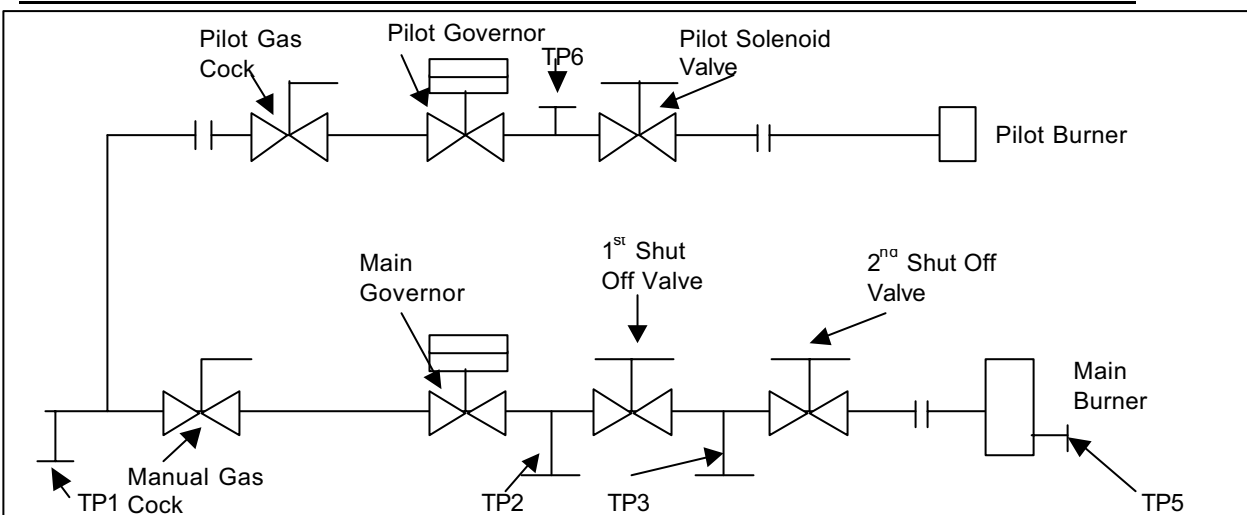 Pilot Gas
Cock
Pilot Governor
TP6
Pilot Solenoid
Valve
Pilot Burner
Main
Governor
1st Shut
Off Valve
2nd Shut Off
Valve
Main
Burner
TP1
Manual Gas
Cock
TP2
TP3
TP5